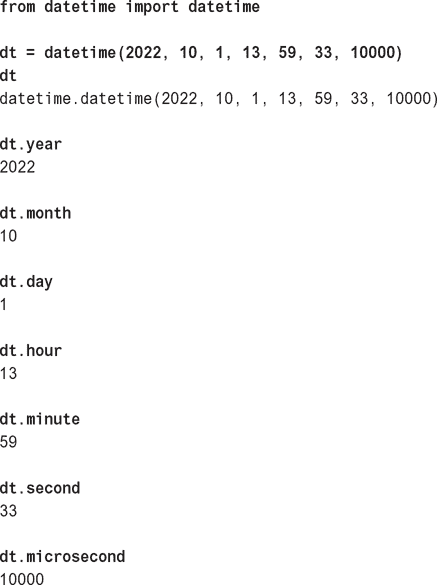 from datetime import datetime
dt = datetime(2022, 10, 1, 13, 59, 33, 10000)
dt
datetime.datetime(2022, 10, 1, 13, 59, 33, 10000)
dt.year
2022
dt.month
10
dt.day
1
dt.hour
13
dt.minute
59
dt.second
33
dt.microsecond
10000